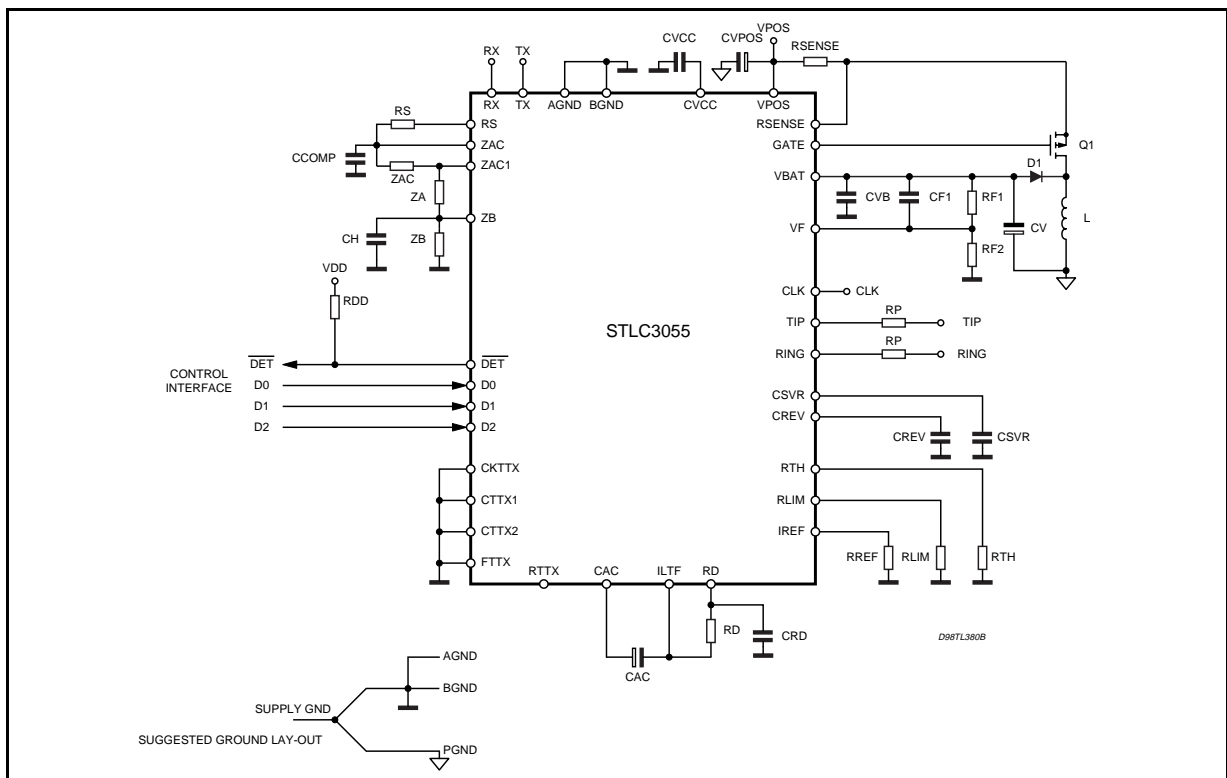 VPOS
CVCC CVPOS RSENSE
RX TX
RX TX AGND BGND CVCC VPOS
RS RS RSENSE
ZAC GATE Q1
CCOMP ZAC1 D1
ZAC VBAT
ZA CVB CF1 RF1
ZB L
CH ZB VF CV
RF2
VDD
CLK CLK
RDD
STLC3055 TIP RP TIP
RING RP RING
DET DET
CONTROL
INTERFACE
D0 D0
D1 D1
D2 D2
CSVR
CREV
CREV CSVR
CKTTX RTH
CTTX1 RLIM
CTTX2 IREF
FTTX RREF RLIM RTH
RTTX CAC ILTF RD
RD CRD
CAC
D98TL380B
AGND
BGND
SUPPLY GND
SUGGESTED GROUND LAY-OUT
PGND